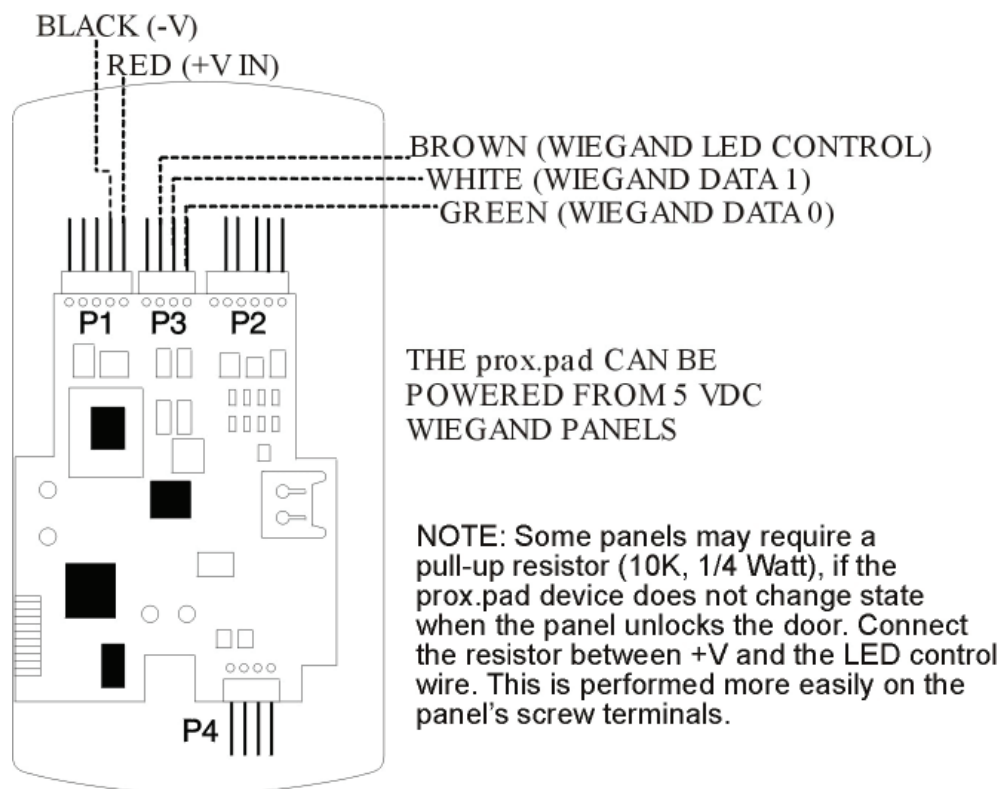 BLACK (-V)
RED (+V IN)
BROWN (WIEGAND LED CONTROL)
WHITE (WIEGAND DATA 1)
GREEN (WIEGAND DATA 0)
P1 P3 P2
THE prox.pad CAN BE
POWERED FROM 5 VDC
WIEGAND PANELS
NOTE: Some panels may require a
pull-up resistor (10K, 1/4 Watt), if the
prox.pad device does not change state
when the panel unlocks the door. Connect
the resistor between +V and the LED control
wire. This is performed more easily on the
panel's screw terminals.
P4